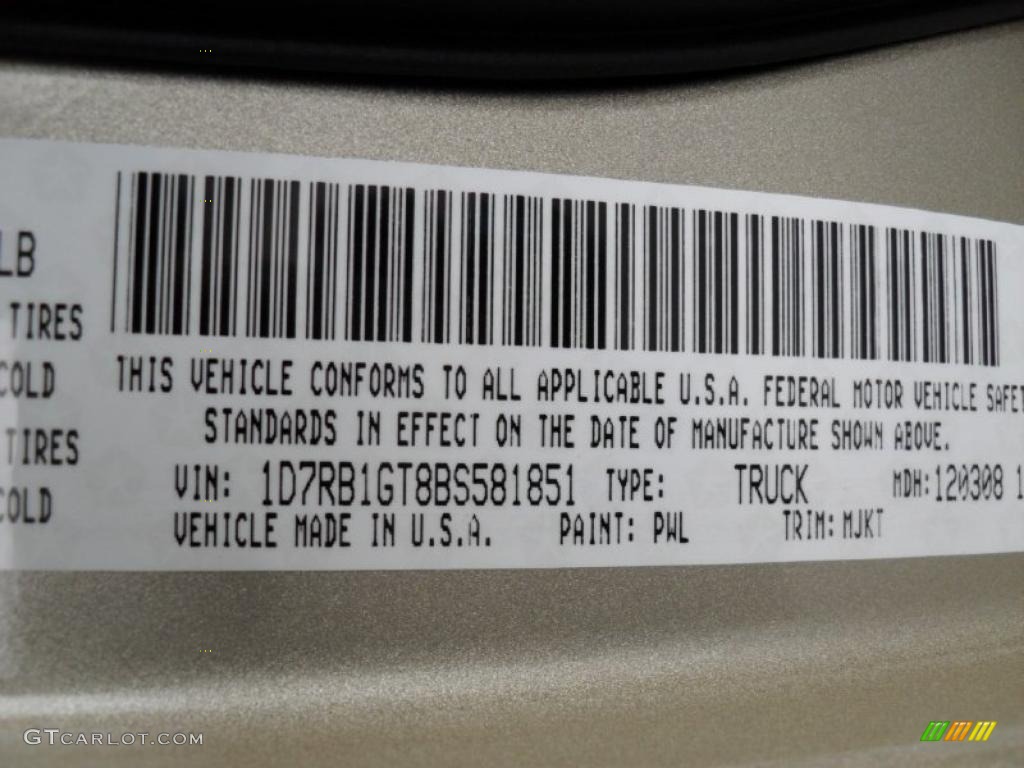 LB
TIRES
COLD
TIRES
COLD
THIS VEHICLE CONFORMS TO ALL APPLICABLE U.S.A. FEDERAL MOTOR VEHICLE SAFET
STANDARDS IN EFFECT ON THE DATE OF MANUFACTURE SHOWN ABOVE.
VIN: 1D7RB1GT8BS581851 TYPE: TRUCK MDH:120308 1
VEHICLE MADE IN U.S.A. PAINT: PWL TRIM: MJKT
GTCARLOT.COM